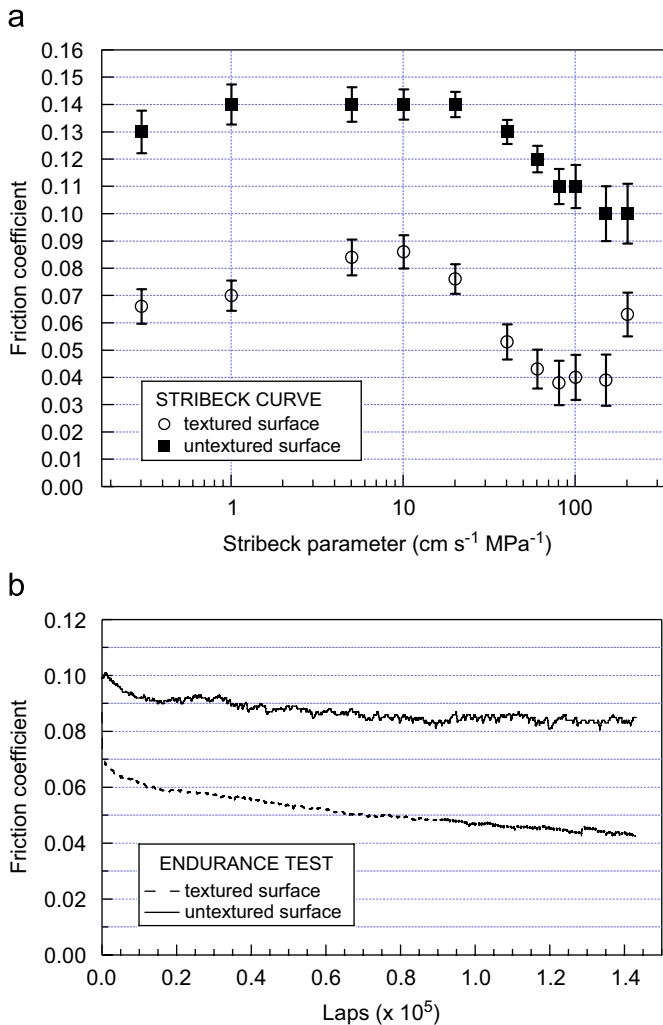 a
0.16
0.15
0.14
0.13
0.12
0.11
0.10
0.09
0.08
0.07
0.06
0.05
0.04
0.03
0.02
0.01
0.00
Friction coefficient
STRIBECK CURVE
textured surface
untextured surface
1 10 100
Stribeck parameter (cm s⁻¹ MPa⁻¹)
b
0.12
0.10
0.08
0.06
0.04
0.02
0.00
Friction coefficient
ENDURANCE TEST
textured surface
untextured surface
0.0 0.2 0.4 0.6 0.8 1.0 1.2 1.4
Laps (x 10⁵)